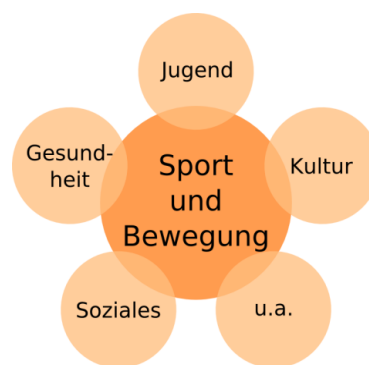 Jugend
Gesund-
heit
Sport
und
Bewegung
Kultur
Soziales
u.a.